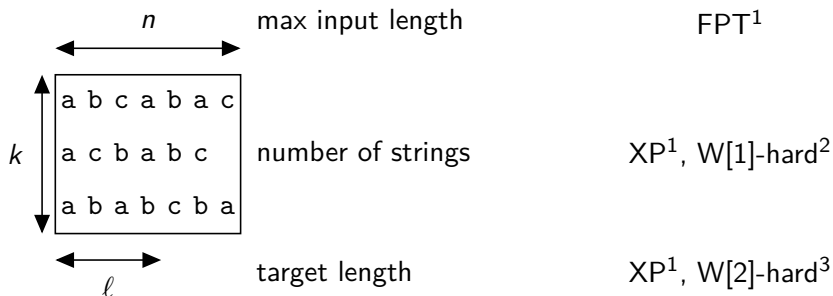 n max input length FPT¹
a b c a b a c
k a c b a b c number of strings XP¹, W[1]-hard²
a b a b c b a
ℓ target length XP¹, W[2]-hard³